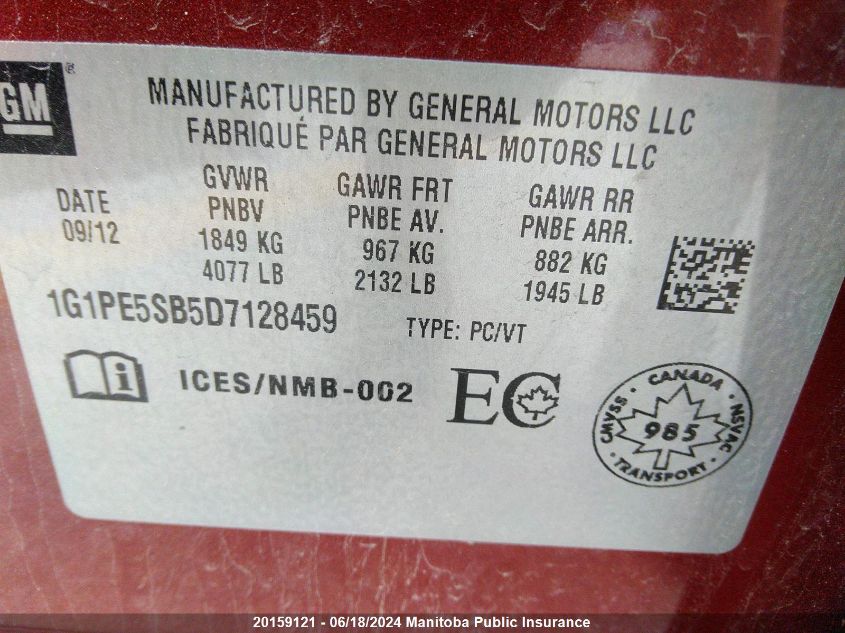 GM®
MANUFACTURED BY GENERAL MOTORS LLC
FABRIQUÉ PAR GENERAL MOTORS LLC
DATE
09/12
GVWR
PNBV
1849 KG
4077 LB
GAWR FRT
PNBE AV.
967 KG
2132 LB
GAWR RR
PNBE ARR.
882 KG
1945 LB
1G1PE5SB5D7128459
TYPE: PC/VT
i
ICES/NMB-002
EC
CANADA
CMVSS
985
NSVAC
TRANSPORT
20159121 - 06/18/2024 Manitoba Public Insurance